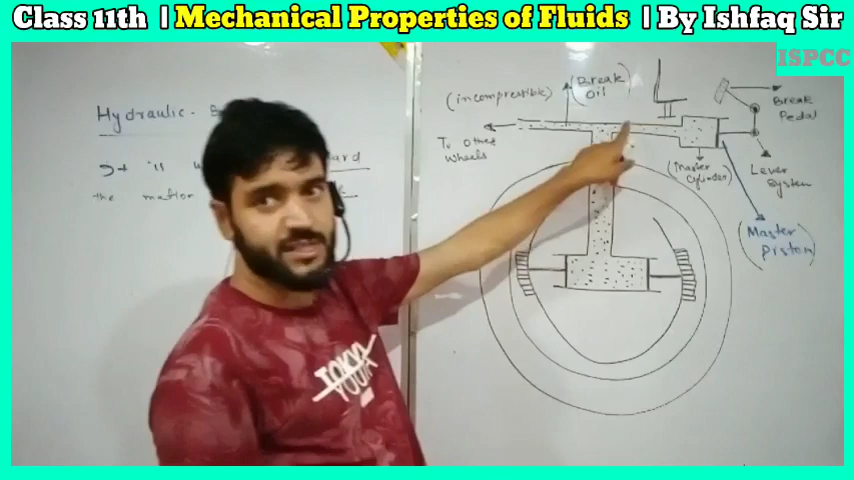 Class 11th | Mechanical Properties of Fluids | By Ishfaq Sir
ISPCC
Hydraulic-
the motion
(incompressible)
(Break
Oil)
To other
wheels
(master
cylinder)
Break
Pedal
Lever
System
(Master
Piston)